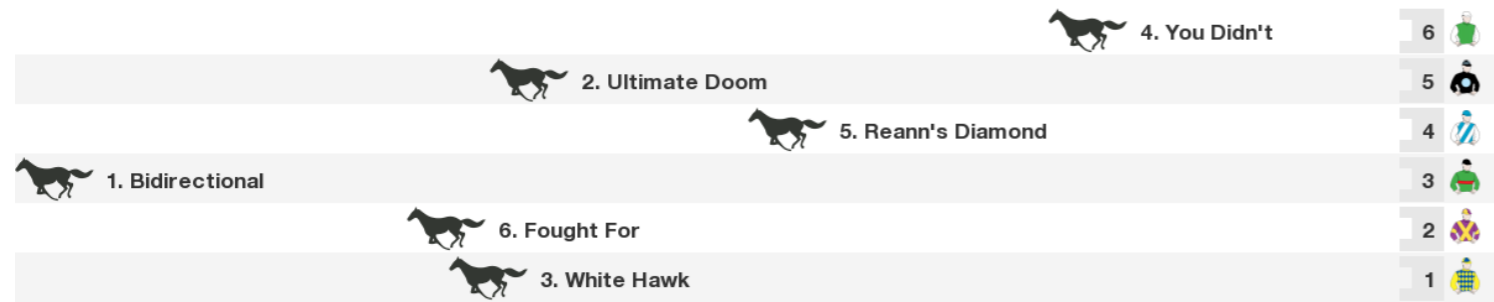 4. You Didn't 6
2. Ultimate Doom 5
5. Reann's Diamond 4
1. Bidirectional 3
6. Fought For 2
3. White Hawk 1